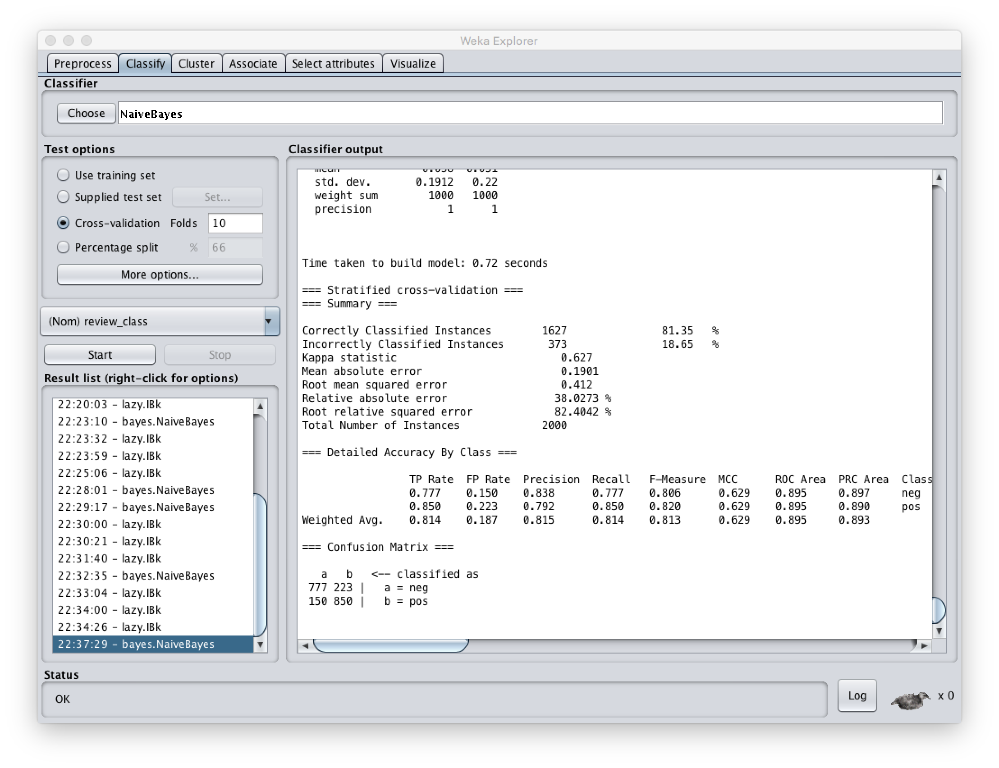 Weka Explorer
Preprocess Classify Cluster Associate Select attributes Visualize
Classifier
Choose NaiveBayes
Test options
Use training set
Supplied test set Set...
Cross-validation Folds 10
Percentage split % 66
More options...
(Nom) review_class
Start Stop
Result list (right-click for options)
22:20:03 - lazy.IBk
22:23:10 - bayes.NaiveBayes
22:23:32 - lazy.IBk
22:23:59 - lazy.IBk
22:25:06 - lazy.IBk
22:28:01 - bayes.NaiveBayes
22:29:17 - bayes.NaiveBayes
22:30:00 - lazy.IBk
22:30:21 - lazy.IBk
22:31:40 - lazy.IBk
22:32:35 - bayes.NaiveBayes
22:33:04 - lazy.IBk
22:34:00 - lazy.IBk
22:34:26 - lazy.IBk
22:37:29 - bayes.NaiveBayes
Classifier output
mean
std. dev. 0.1912 0.22
weight sum 1000 1000
precision 1 1
Time taken to build model: 0.72 seconds
=== Stratified cross-validation ===
=== Summary ===
Correctly Classified Instances 1627 81.35 %
Incorrectly Classified Instances 373 18.65 %
Kappa statistic 0.627
Mean absolute error 0.1901
Root mean squared error 0.412
Relative absolute error 38.0273 %
Root relative squared error 82.4042 %
Total Number of Instances 2000
=== Detailed Accuracy By Class ===
TP Rate FP Rate Precision Recall F-Measure MCC ROC Area PRC Area Class
0.777 0.150 0.838 0.777 0.806 0.629 0.895 0.897 neg
0.850 0.223 0.792 0.850 0.820 0.629 0.895 0.890 pos
Weighted Avg. 0.814 0.187 0.815 0.814 0.813 0.629 0.895 0.893
=== Confusion Matrix ===
a b <-- classified as
777 223 | a = neg
150 850 | b = pos
Status
OK
Log x 0